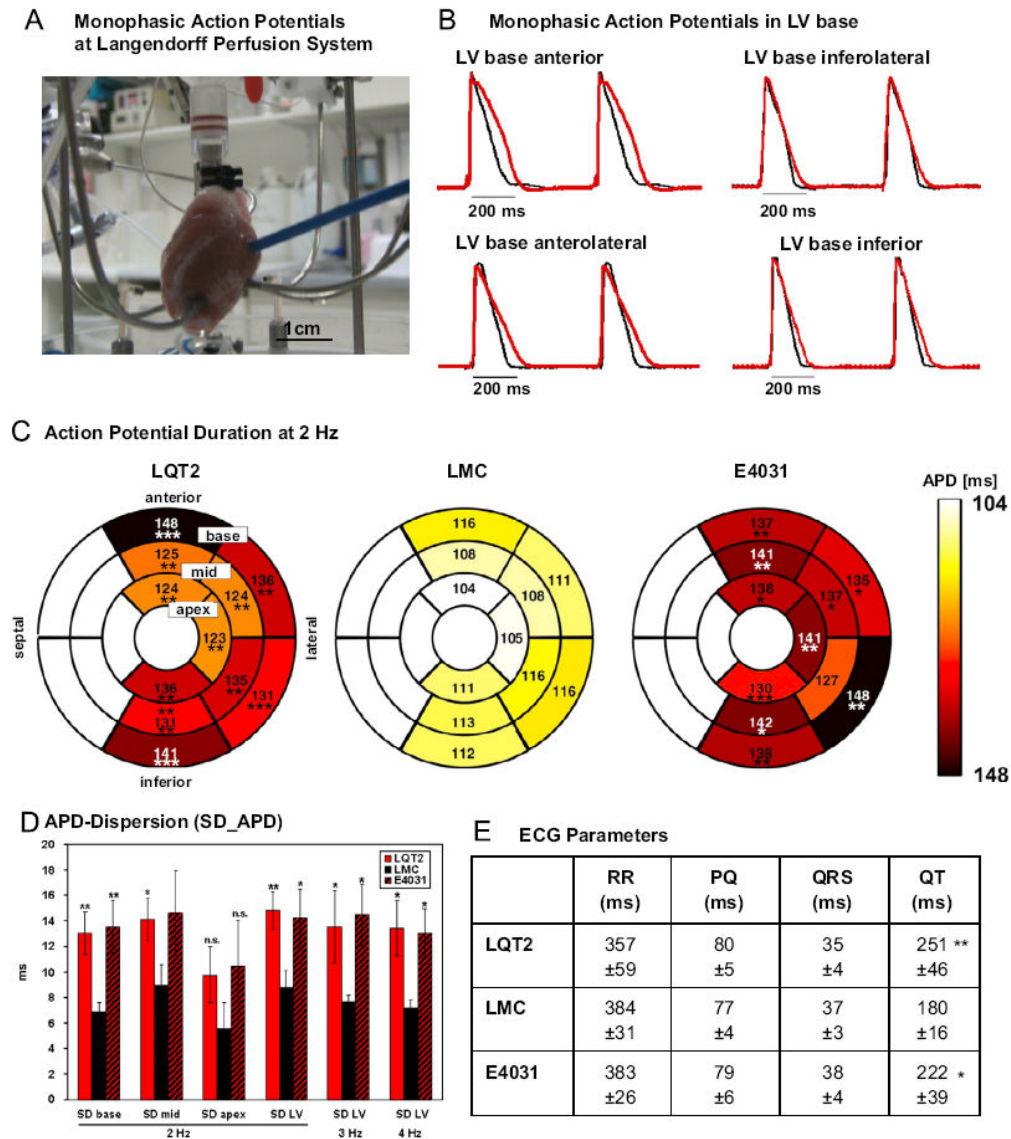 A Monophasic Action Potentials
at Langendorff Perfusion System
1cm
B Monophasic Action Potentials in LV base
LV base anterior
LV base inferolateral
200 ms
200 ms
LV base anterolateral
LV base inferior
200 ms
200 ms
C Action Potential Duration at 2 Hz
LQT2
anterior
148
***
base
125
**
mid
136
**
124
**
124
**
apex
123
**
septal
lateral
136
**
135
**
131
***
**
131
**
141
***
inferior
LMC
116
108
111
104
108
105
111
116
116
113
112
E4031
137
**
141
**
135
*
138
*
137
*
141
**
130
***
127
148
**
142
*
139
**
APD [ms]
104
148
D APD-Dispersion (SD_APD)
LQT2
LMC
E4031
20
18
16
14
12
10
8
6
4
2
0
ms
** ** * n.s. n.s. ** * * * * *
SD base SD mid SD apex SD LV SD LV SD LV
2 Hz 3 Hz 4 Hz
E ECG Parameters
RR PQ QRS QT
(ms) (ms) (ms) (ms)
LQT2 357 80 35 251 **
±59 ±5 ±4 ±46
LMC 384 77 37 180
±31 ±4 ±3 ±16
E4031 383 79 38 222 *
±26 ±6 ±4 ±39